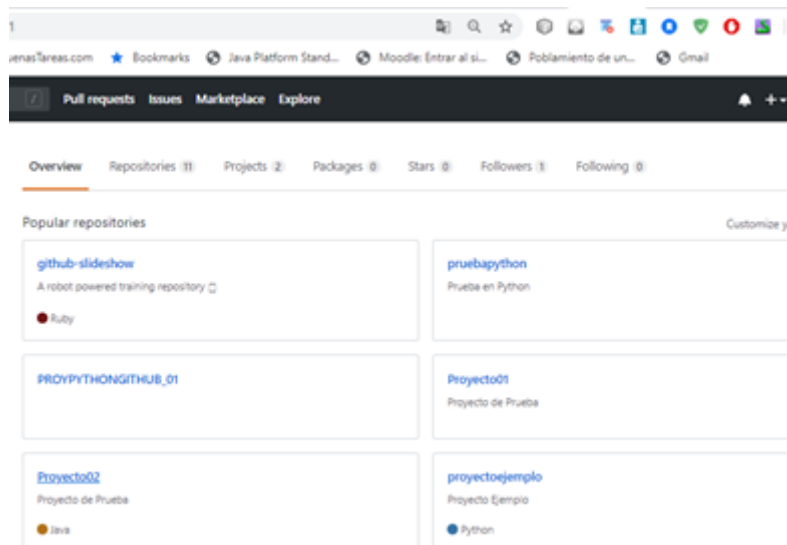 1
uenasTareas.com Bookmarks Java Platform Stand... Moodle: Entrar al si... Poblamiento de un... Gmail
/ Pull requests Issues Marketplace Explore
Overview Repositories 11 Projects 2 Packages 0 Stars 0 Followers 1 Following 0
Popular repositories Customize y
github-slideshow
A robot powered training repository
Ruby
pruebapython
Prueba en Python
PROYPYTHONGITHUB_01
Proyecto01
Proyecto de Prueba
Proyecto02
Proyecto de Prueba
Java
proyectoejemplo
Proyecto Ejemplo
Python